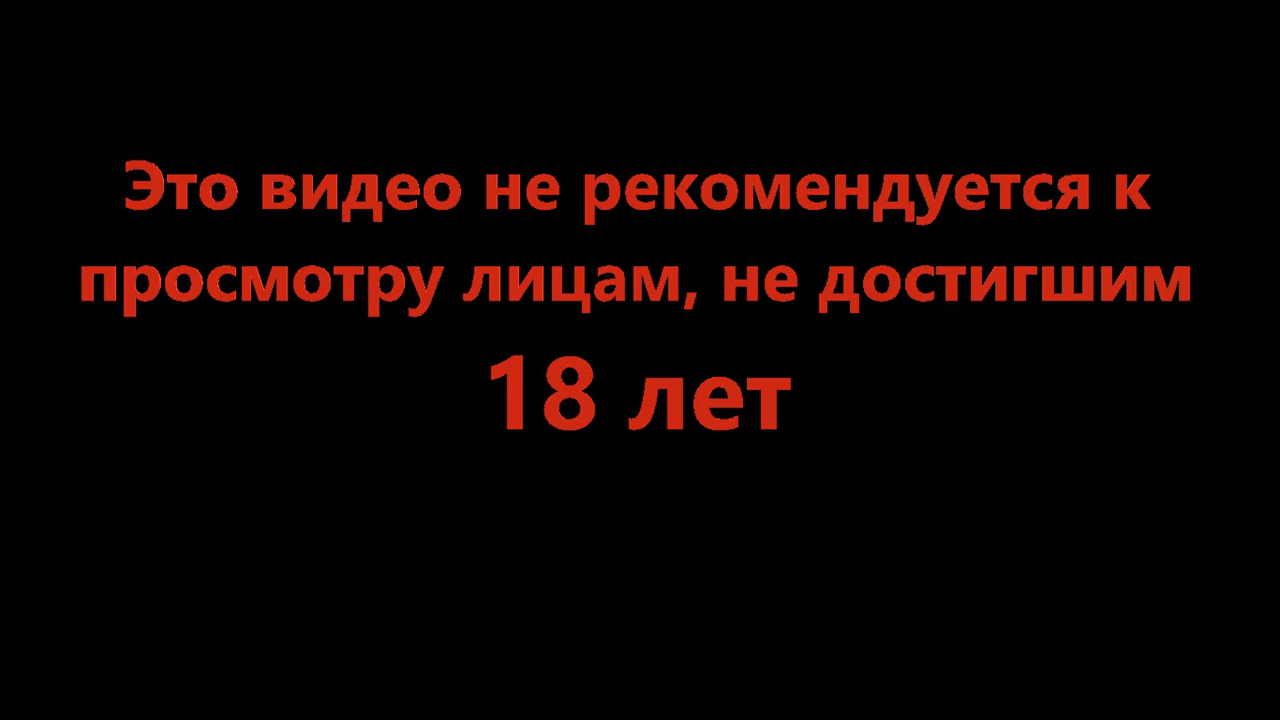 Это видео не рекомендуется к
просмотру лицам, не достигшим
18 лет